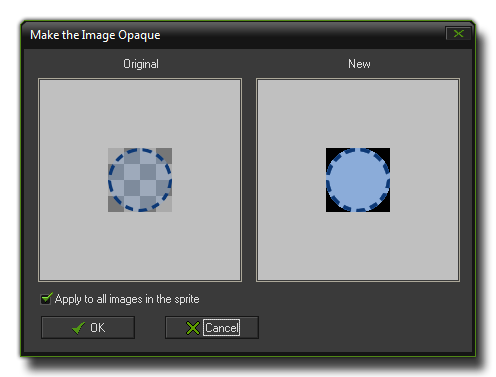 Make the Image Opaque
Original
New
Apply to all images in the sprite
OK
Cancel